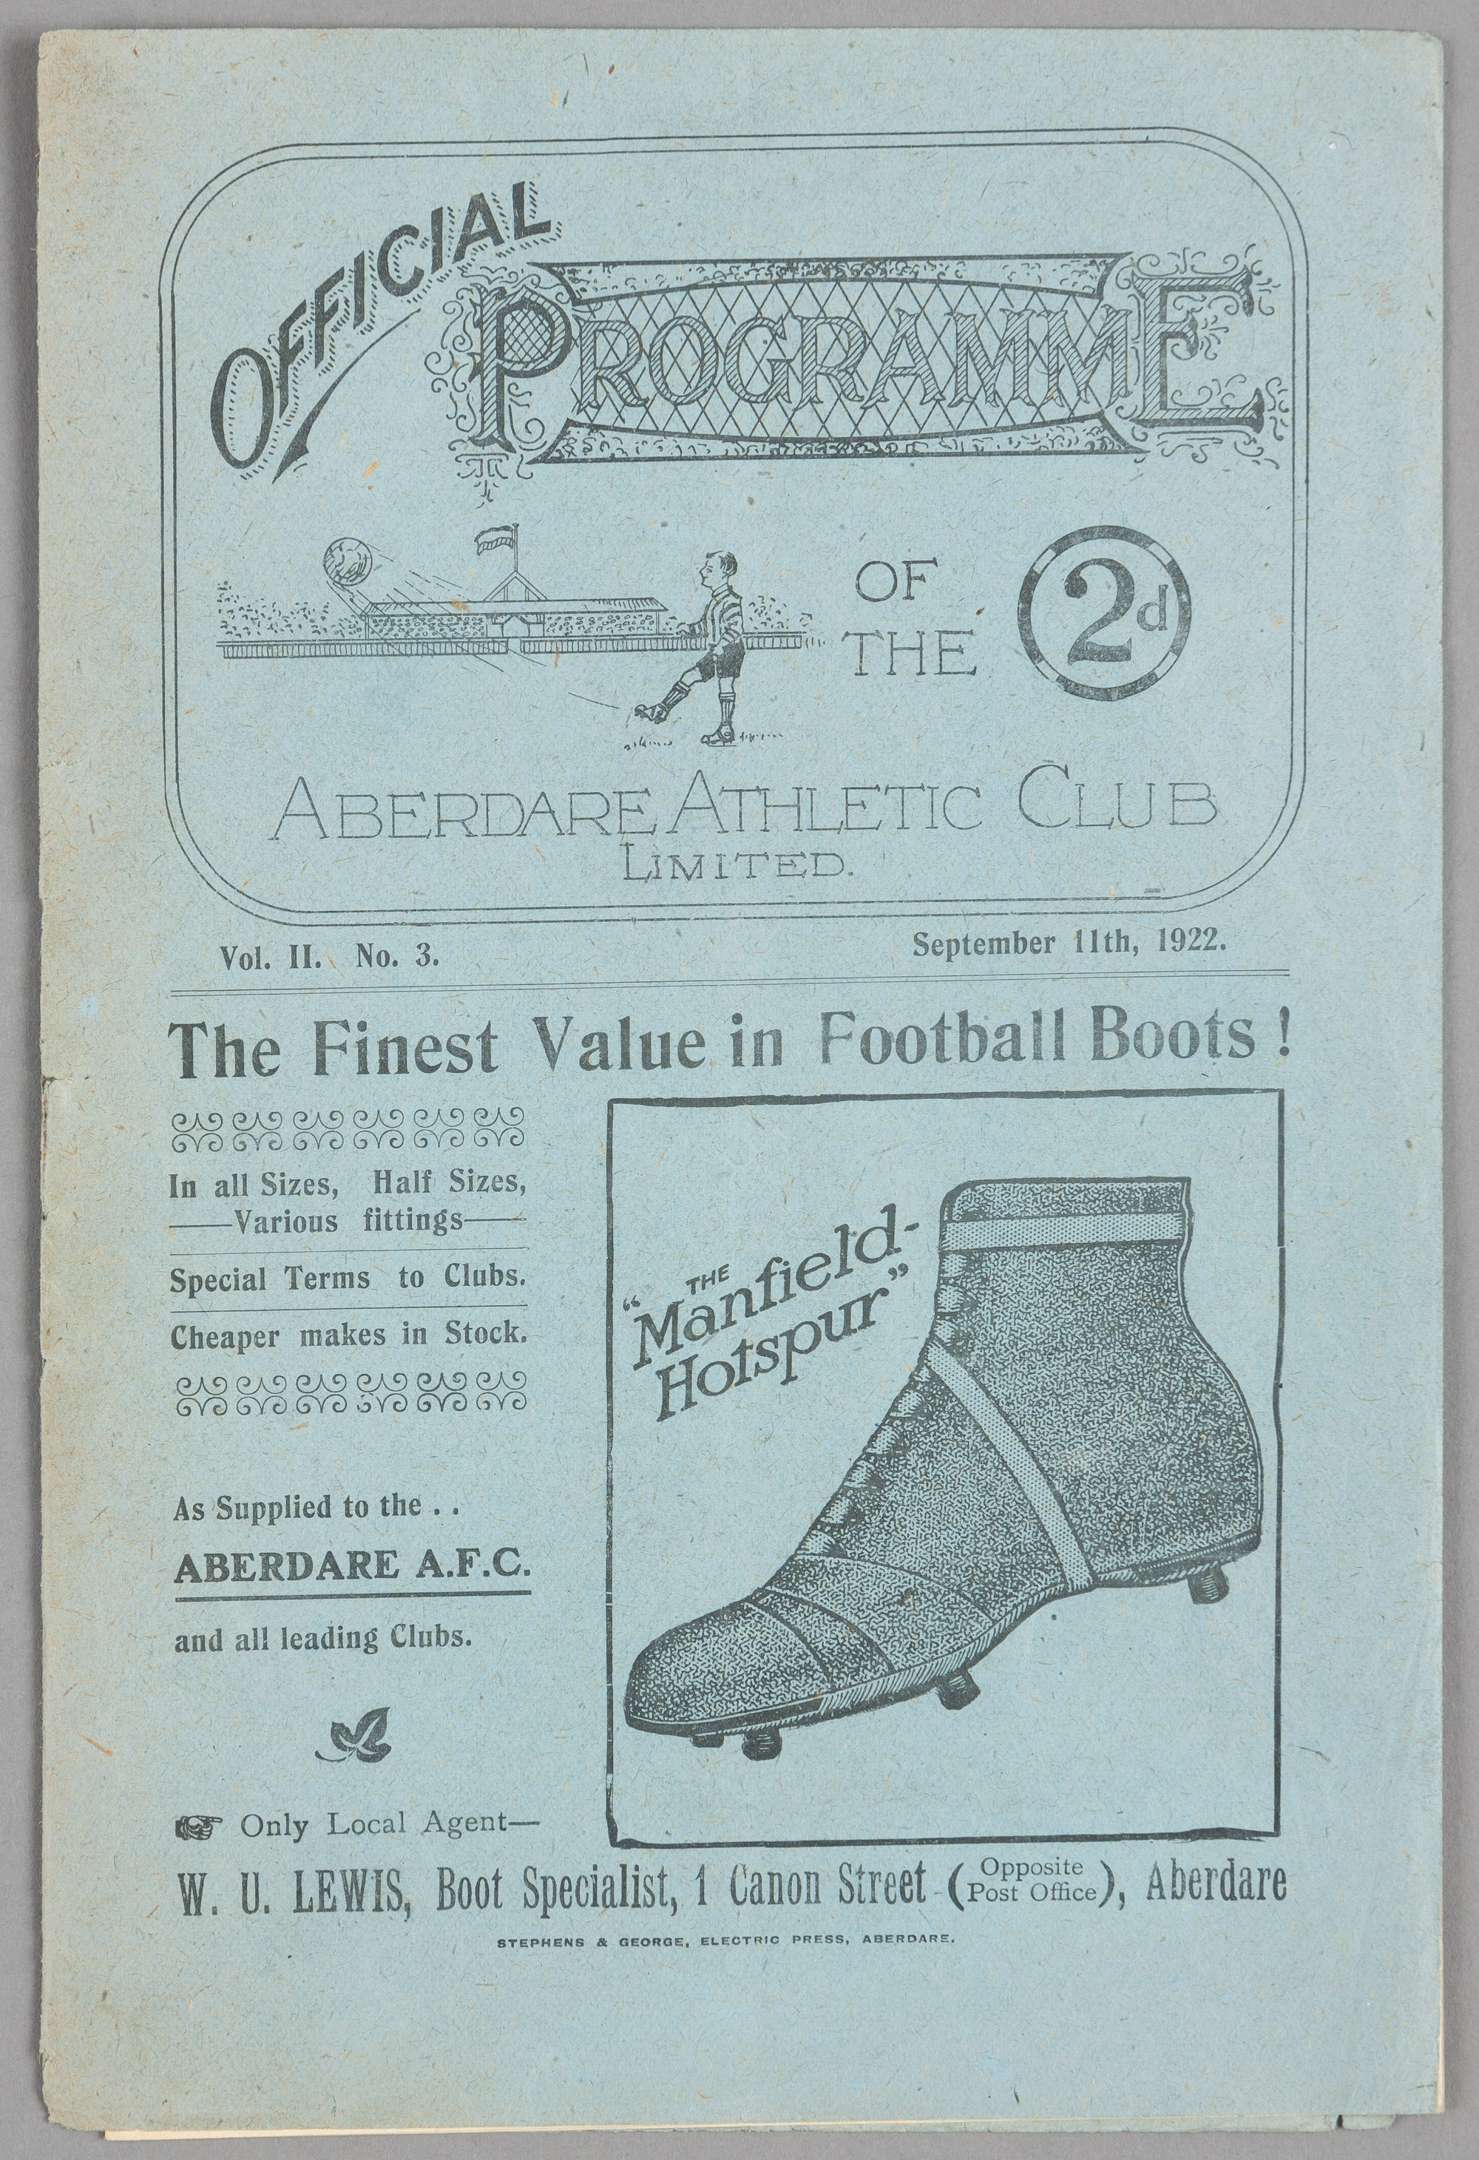 OFFICIAL
PROGRAMME
OF
THE
2d
ABERDARE ATHLETIC CLUB
LIMITED.
Vol. II. No. 3.
September 11th, 1922.
The Finest Value in Football Boots !
In all Sizes, Half Sizes,
—Various fittings—
Special Terms to Clubs.
Cheaper makes in Stock.
"THE
Manfield-
Hotspur"
As Supplied to the . .
ABERDARE A.F.C.
and all leading Clubs.
Only Local Agent—
W. U. LEWIS, Boot Specialist, 1 Canon Street (Opposite Post Office), Aberdare
STEPHENS & GEORGE, ELECTRIC PRESS, ABERDARE.